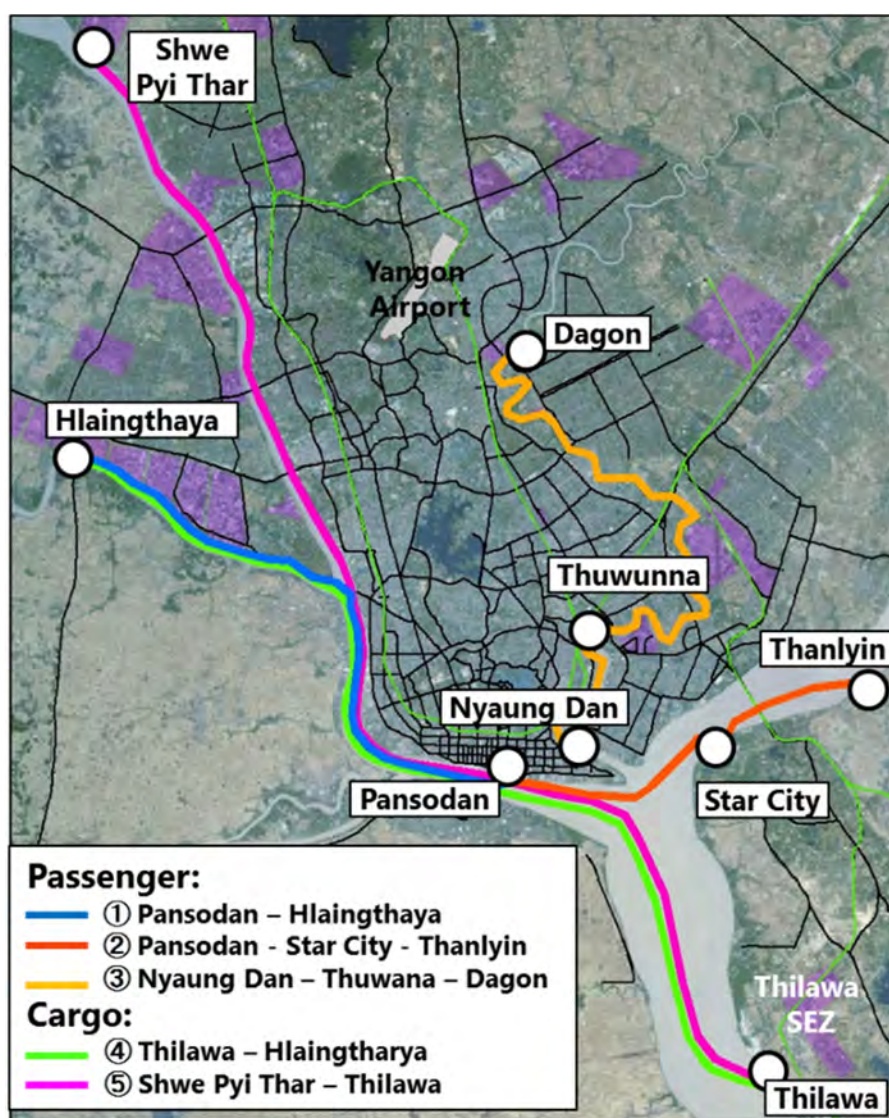 Shwe
Pyi Thar
Yangon
Airport
Dagon
Hlaingthaya
Thuwunna
Thanlyin
Nyaung Dan
Pansodan
Star City
Passenger:
① Pansodan – Hlaingthaya
② Pansodan - Star City - Thanlyin
③ Nyaung Dan – Thuwana – Dagon
Cargo:
④ Thilawa – Hlaingtharya
⑤ Shwe Pyi Thar – Thilawa
Thilawa
SEZ
Thilawa